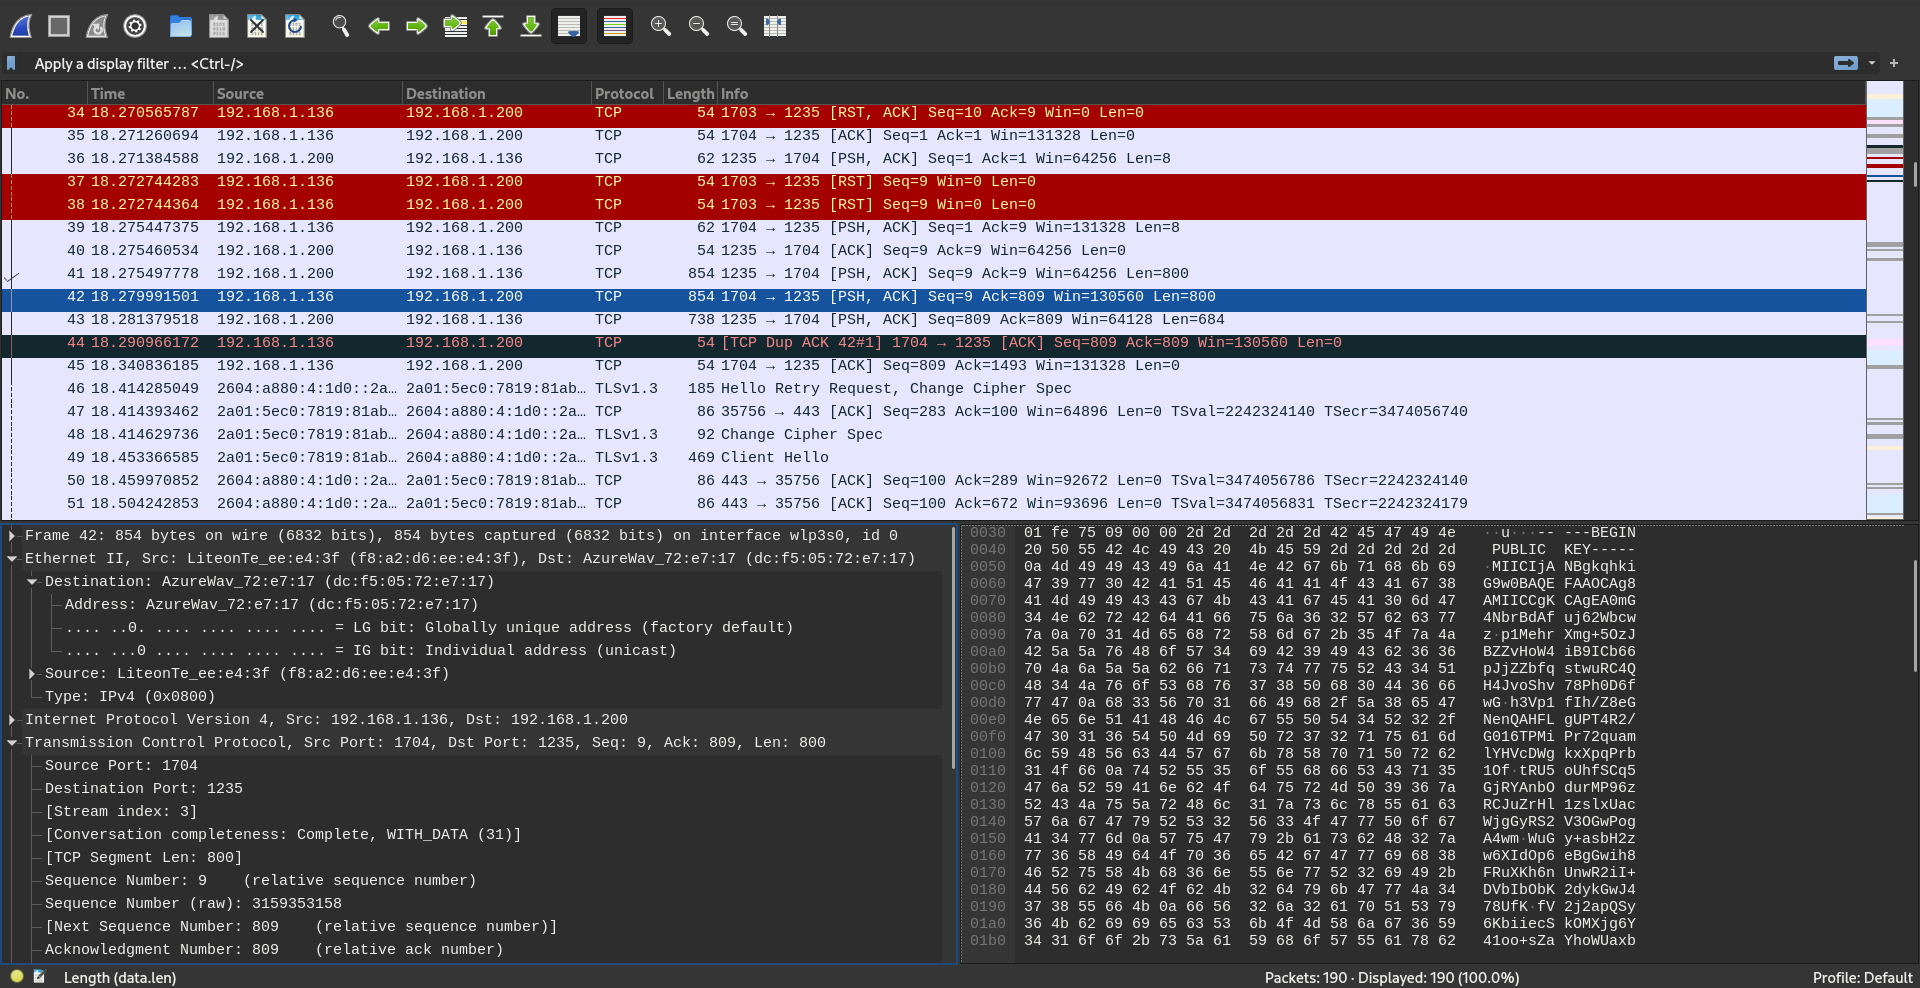 Apply a display filter … <Ctrl-/>
No. Time Source Destination Protocol Length Info
34 18.270565787 192.168.1.136 192.168.1.200 TCP 54 1703 → 1235 [RST, ACK] Seq=10 Ack=9 Win=0 Len=0
35 18.271260694 192.168.1.136 192.168.1.200 TCP 54 1704 → 1235 [ACK] Seq=1 Ack=1 Win=131328 Len=0
36 18.271384588 192.168.1.200 192.168.1.136 TCP 62 1235 → 1704 [PSH, ACK] Seq=1 Ack=1 Win=64256 Len=8
37 18.272744283 192.168.1.136 192.168.1.200 TCP 54 1703 → 1235 [RST] Seq=9 Win=0 Len=0
38 18.272744364 192.168.1.136 192.168.1.200 TCP 54 1703 → 1235 [RST] Seq=9 Win=0 Len=0
39 18.275447375 192.168.1.136 192.168.1.200 TCP 62 1704 → 1235 [PSH, ACK] Seq=1 Ack=9 Win=131328 Len=8
40 18.275460534 192.168.1.200 192.168.1.136 TCP 54 1235 → 1704 [ACK] Seq=9 Ack=9 Win=64256 Len=0
41 18.275497778 192.168.1.200 192.168.1.136 TCP 854 1235 → 1704 [PSH, ACK] Seq=9 Ack=9 Win=64256 Len=800
42 18.279991501 192.168.1.136 192.168.1.200 TCP 854 1704 → 1235 [PSH, ACK] Seq=9 Ack=809 Win=130560 Len=800
43 18.281379518 192.168.1.200 192.168.1.136 TCP 738 1235 → 1704 [PSH, ACK] Seq=809 Ack=809 Win=64128 Len=684
44 18.290966172 192.168.1.136 192.168.1.200 TCP 54 [TCP Dup ACK 42#1] 1704 → 1235 [ACK] Seq=809 Ack=809 Win=130560 Len=0
45 18.340836185 192.168.1.136 192.168.1.200 TCP 54 1704 → 1235 [ACK] Seq=809 Ack=1493 Win=131328 Len=0
46 18.414285049 2604:a880:4:1d0::2a… 2a01:5ec0:7819:81ab… TLSv1.3 185 Hello Retry Request, Change Cipher Spec
47 18.414393462 2a01:5ec0:7819:81ab… 2604:a880:4:1d0::2a… TCP 86 35756 → 443 [ACK] Seq=283 Ack=100 Win=64896 Len=0 TSval=2242324140 TSecr=3474056740
48 18.414629736 2a01:5ec0:7819:81ab… 2604:a880:4:1d0::2a… TLSv1.3 92 Change Cipher Spec
49 18.453366585 2a01:5ec0:7819:81ab… 2604:a880:4:1d0::2a… TLSv1.3 469 Client Hello
50 18.459970852 2604:a880:4:1d0::2a… 2a01:5ec0:7819:81ab… TCP 86 443 → 35756 [ACK] Seq=100 Ack=289 Win=92672 Len=0 TSval=3474056786 TSecr=2242324140
51 18.504242853 2604:a880:4:1d0::2a… 2a01:5ec0:7819:81ab… TCP 86 443 → 35756 [ACK] Seq=100 Ack=672 Win=93696 Len=0 TSval=3474056831 TSecr=2242324179
Frame 42: 854 bytes on wire (6832 bits), 854 bytes captured (6832 bits) on interface wlp3s0, id 0
Ethernet II, Src: LiteonTe_ee:e4:3f (f8:a2:d6:ee:e4:3f), Dst: AzureWav_72:e7:17 (dc:f5:05:72:e7:17)
Destination: AzureWav_72:e7:17 (dc:f5:05:72:e7:17)
Address: AzureWav_72:e7:17 (dc:f5:05:72:e7:17)
.... ..0. .... .... .... .... = LG bit: Globally unique address (factory default)
.... ...0 .... .... .... .... = IG bit: Individual address (unicast)
Source: LiteonTe_ee:e4:3f (f8:a2:d6:ee:e4:3f)
Type: IPv4 (0x0800)
Internet Protocol Version 4, Src: 192.168.1.136, Dst: 192.168.1.200
Transmission Control Protocol, Src Port: 1704, Dst Port: 1235, Seq: 9, Ack: 809, Len: 800
Source Port: 1704
Destination Port: 1235
[Stream index: 3]
[Conversation completeness: Complete, WITH_DATA (31)]
[TCP Segment Len: 800]
Sequence Number: 9 (relative sequence number)
Sequence Number (raw): 3159353158
[Next Sequence Number: 809 (relative sequence number)]
Acknowledgment Number: 809 (relative ack number)
0030 01 fe 75 09 00 00 2d 2d 2d 2d 2d 42 45 47 49 4e ··u···-- ---BEGIN
0040 20 50 55 42 4c 49 43 20 4b 45 59 2d 2d 2d 2d 2d PUBLIC KEY-----
0050 0a 4d 49 49 43 49 6a 41 4e 42 67 6b 71 68 6b 69 ·MIICIjA NBgkqhki
0060 47 39 77 30 42 41 51 45 46 41 41 4f 43 41 67 38 G9w0BAQE FAAOCAg8
0070 41 4d 49 49 43 43 67 4b 43 41 67 45 41 30 6d 47 AMIICCgK CAgEA0mG
0080 34 4e 62 72 42 64 41 66 75 6a 36 32 57 62 63 77 4NbrBdAf uj62Wbcw
0090 7a 0a 70 31 4d 65 68 72 58 6d 67 2b 35 4f 7a 4a z·p1Mehr Xmg+5OzJ
00a0 42 5a 5a 76 48 6f 57 34 69 42 39 49 43 62 36 36 BZZvHoW4 iB9ICb66
00b0 70 4a 6a 5a 5a 62 66 71 73 74 77 75 52 43 34 51 pJjZZbfq stwuRC4Q
00c0 48 34 4a 76 6f 53 68 76 37 38 50 68 30 44 36 66 H4JvoShv 78Ph0D6f
00d0 77 47 0a 68 33 56 70 31 66 49 68 2f 5a 38 65 47 wG·h3Vp1 fIh/Z8eG
00e0 4e 65 6e 51 41 48 46 4c 67 55 50 54 34 52 32 2f NenQAHFL gUPT4R2/
00f0 47 30 31 36 54 50 4d 69 50 72 37 32 71 75 61 6d G016TPMi Pr72quam
0100 6c 59 48 56 63 44 57 67 6b 78 58 70 71 50 72 62 lYHVcDWg kxXpqPrb
0110 31 4f 66 0a 74 52 55 35 6f 55 68 66 53 43 71 35 1Of·tRU5 oUhfSCq5
0120 47 6a 52 59 41 6e 62 4f 64 75 72 4d 50 39 36 7a GjRYAnbO durMP96z
0130 52 43 4a 75 5a 72 48 6c 31 7a 73 6c 78 55 61 63 RCJuZrHl 1zslxUac
0140 57 6a 67 47 79 52 53 32 56 33 4f 47 77 50 6f 67 WjgGyRS2 V3OGwPog
0150 41 34 77 6d 0a 57 75 47 79 2b 61 73 62 48 32 7a A4wm·WuG y+asbH2z
0160 77 36 58 49 64 4f 70 36 65 42 67 47 77 69 68 38 w6XIdOp6 eBgGwih8
0170 46 52 75 58 4b 68 36 6e 55 6e 77 52 32 69 49 2b FRuXKh6n UnwR2iI+
0180 44 56 62 49 62 4f 62 4b 32 64 79 6b 47 77 4a 34 DVbIbObK 2dykGwJ4
0190 37 38 55 66 4b 0a 66 56 32 6a 32 61 70 51 53 79 78UfK·fV 2j2apQSy
01a0 36 4b 62 69 69 65 63 53 6b 4f 4d 58 6a 67 36 59 6KbiiecS kOMXjg6Y
01b0 34 31 6f 6f 2b 73 5a 61 59 68 6f 57 55 61 78 62 41oo+sZa YhoWUaxb
Length (data.len)
Packets: 190 · Displayed: 190 (100.0%)
Profile: Default